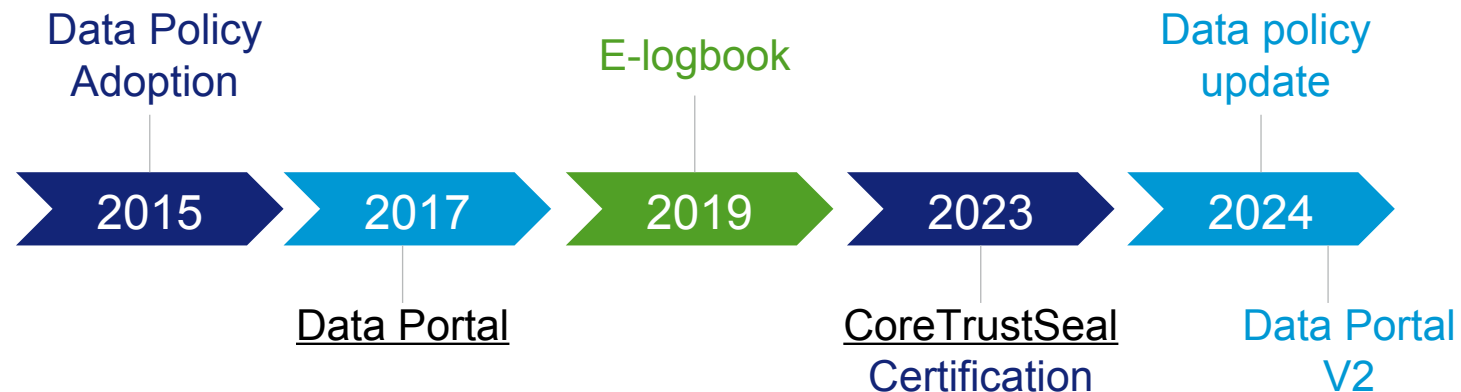 Data Policy
Adoption
E-logbook
Data policy
update
2015
2017
2019
2023
2024
Data Portal
CoreTrustSeal
Certification
Data Portal
V2